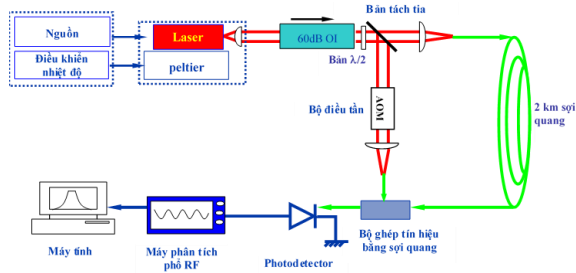 Nguồn
Điều khiển
nhiệt độ
Laser
peltier
60dB OI
Bản λ/2
Bán tách tia
Bộ điều tần
AOM
2 km sợi
quang
Máy tính
Máy phân tích
phổ RF
Photodetector
Bộ ghép tín hiệu
bằng sợi quang